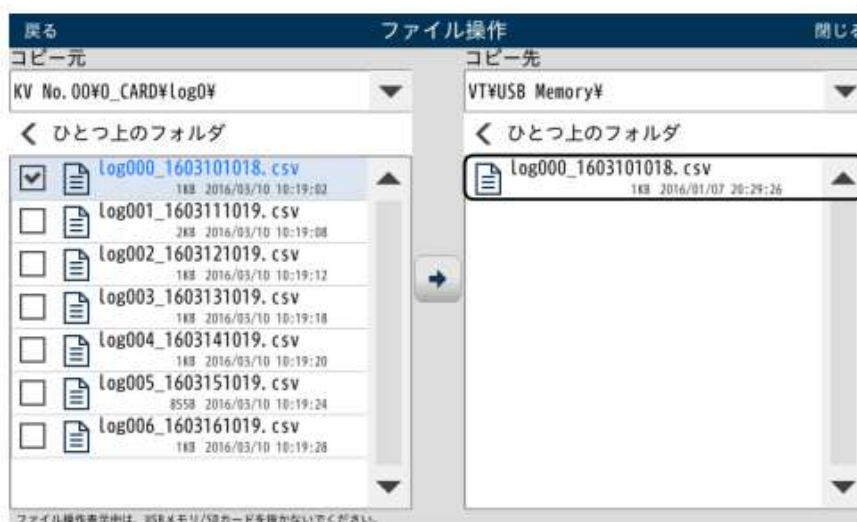 戻る
ファイル操作
閉じる
コピー元
コピー先
KV No.00¥0_CARD¥log0¥
VT¥USB Memory¥
ひとつ上のフォルダ
ひとつ上のフォルダ
log000_1603101018.csv
1KB 2016/03/10 10:19:02
log001_1603111019.csv
2KB 2016/03/10 10:19:08
log002_1603121019.csv
1KB 2016/03/10 10:19:12
log003_1603131019.csv
1KB 2016/03/10 10:19:18
log004_1603141019.csv
1KB 2016/03/10 10:19:20
log005_1603151019.csv
855B 2016/03/10 10:19:24
log006_1603161019.csv
1KB 2016/03/10 10:19:28
log000_1603101018.csv
1KB 2016/01/07 20:29:26
ファイル操作表示中は、USBメモリ/SDカードを抜かないでください。